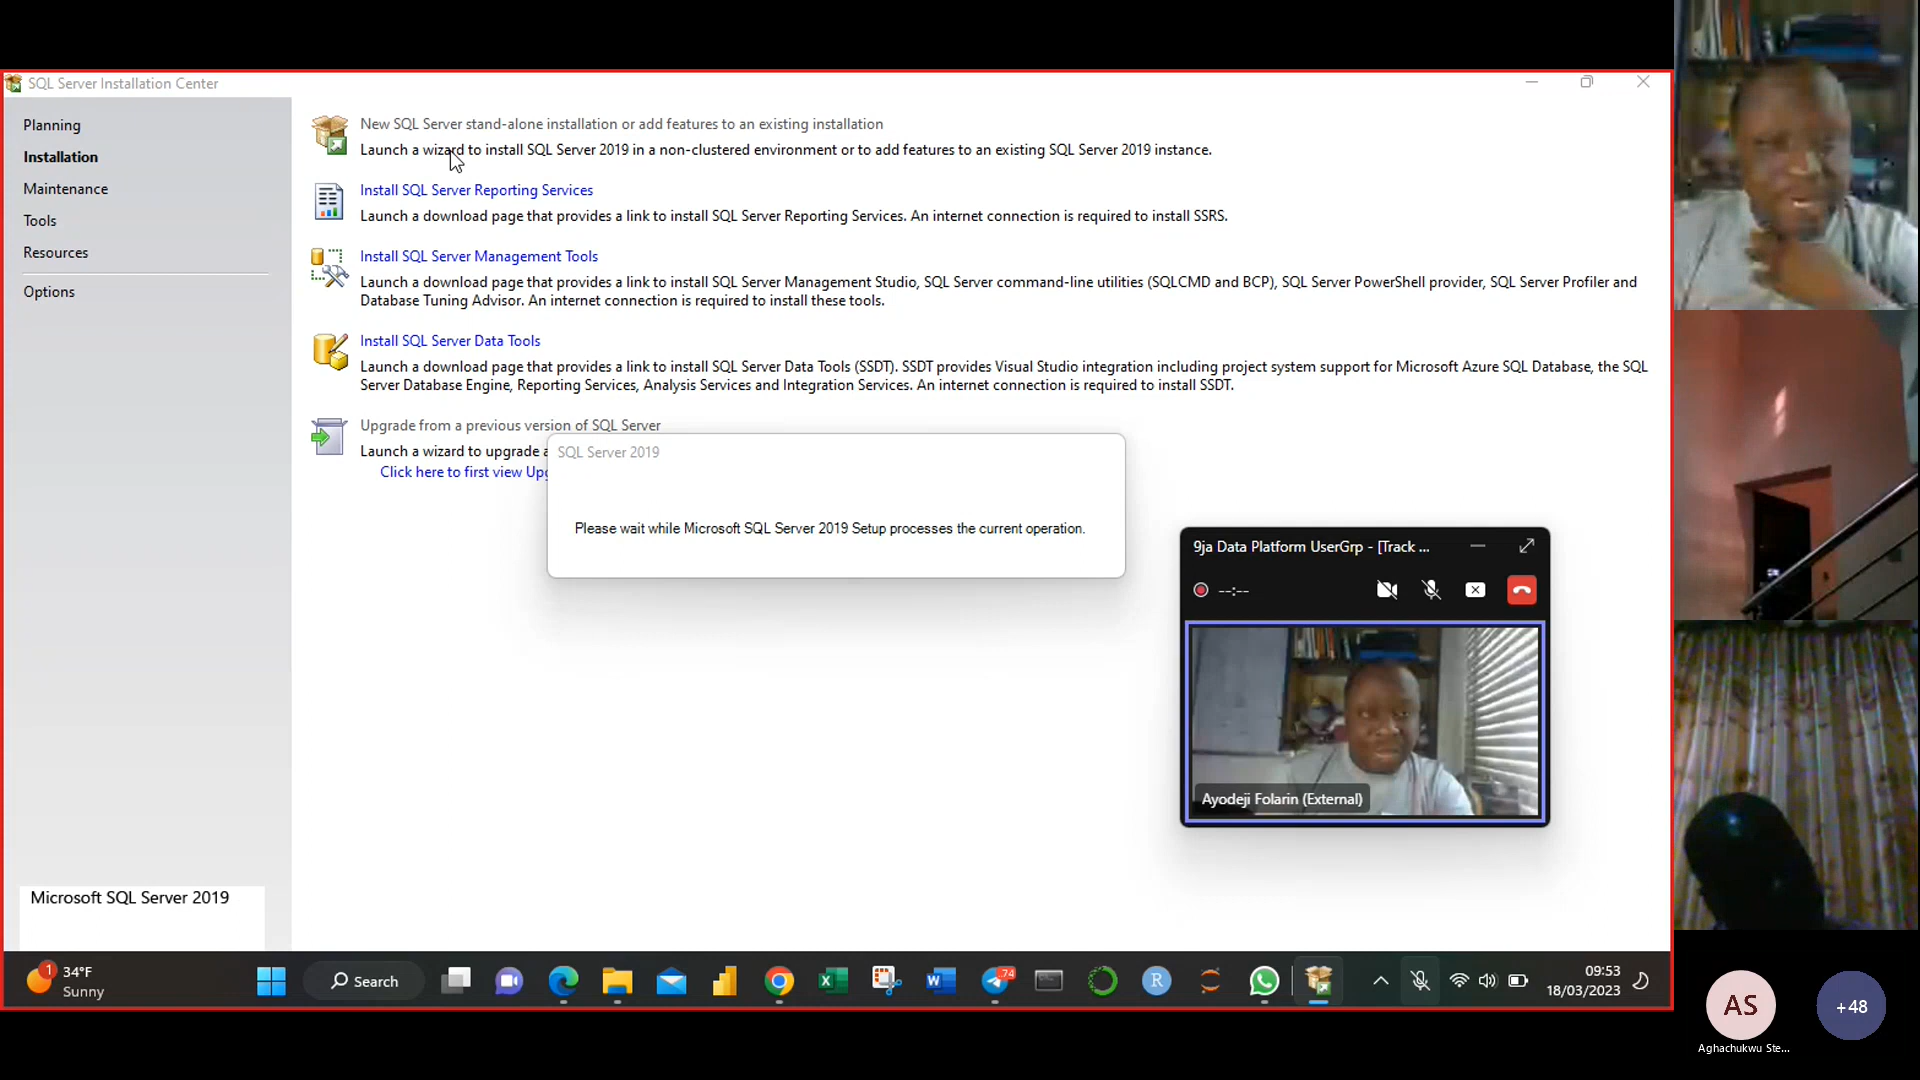 SQL Server Installation Center
Planning
Installation
Maintenance
Tools
Resources
Options
New SQL Server stand-alone installation or add features to an existing installation
Launch a wizard to install SQL Server 2019 in a non-clustered environment or to add features to an existing SQL Server 2019 instance.
Install SQL Server Reporting Services
Launch a download page that provides a link to install SQL Server Reporting Services. An internet connection is required to install SSRS.
Install SQL Server Management Tools
Launch a download page that provides a link to install SQL Server Management Studio, SQL Server command-line utilities (SQLCMD and BCP), SQL Server PowerShell provider, SQL Server Profiler and
Database Tuning Advisor. An internet connection is required to install these tools.
Install SQL Server Data Tools
Launch a download page that provides a link to install SQL Server Data Tools (SSDT). SSDT provides Visual Studio integration including project system support for Microsoft Azure SQL Database, the SQL
Server Database Engine, Reporting Services, Analysis Services and Integration Services. An internet connection is required to install SSDT.
Upgrade from a previous version of SQL Server
Launch a wizard to upgrade a
Click here to first view Upg
SQL Server 2019
Please wait while Microsoft SQL Server 2019 Setup processes the current operation.
9ja Data Platform UserGrp - [Track ...
--:--
Ayodeji Folarin (External)
Microsoft SQL Server 2019
1
34°F
Sunny
Search
74
R
09:53
18/03/2023
AS
Aghachukwu Ste...
+48